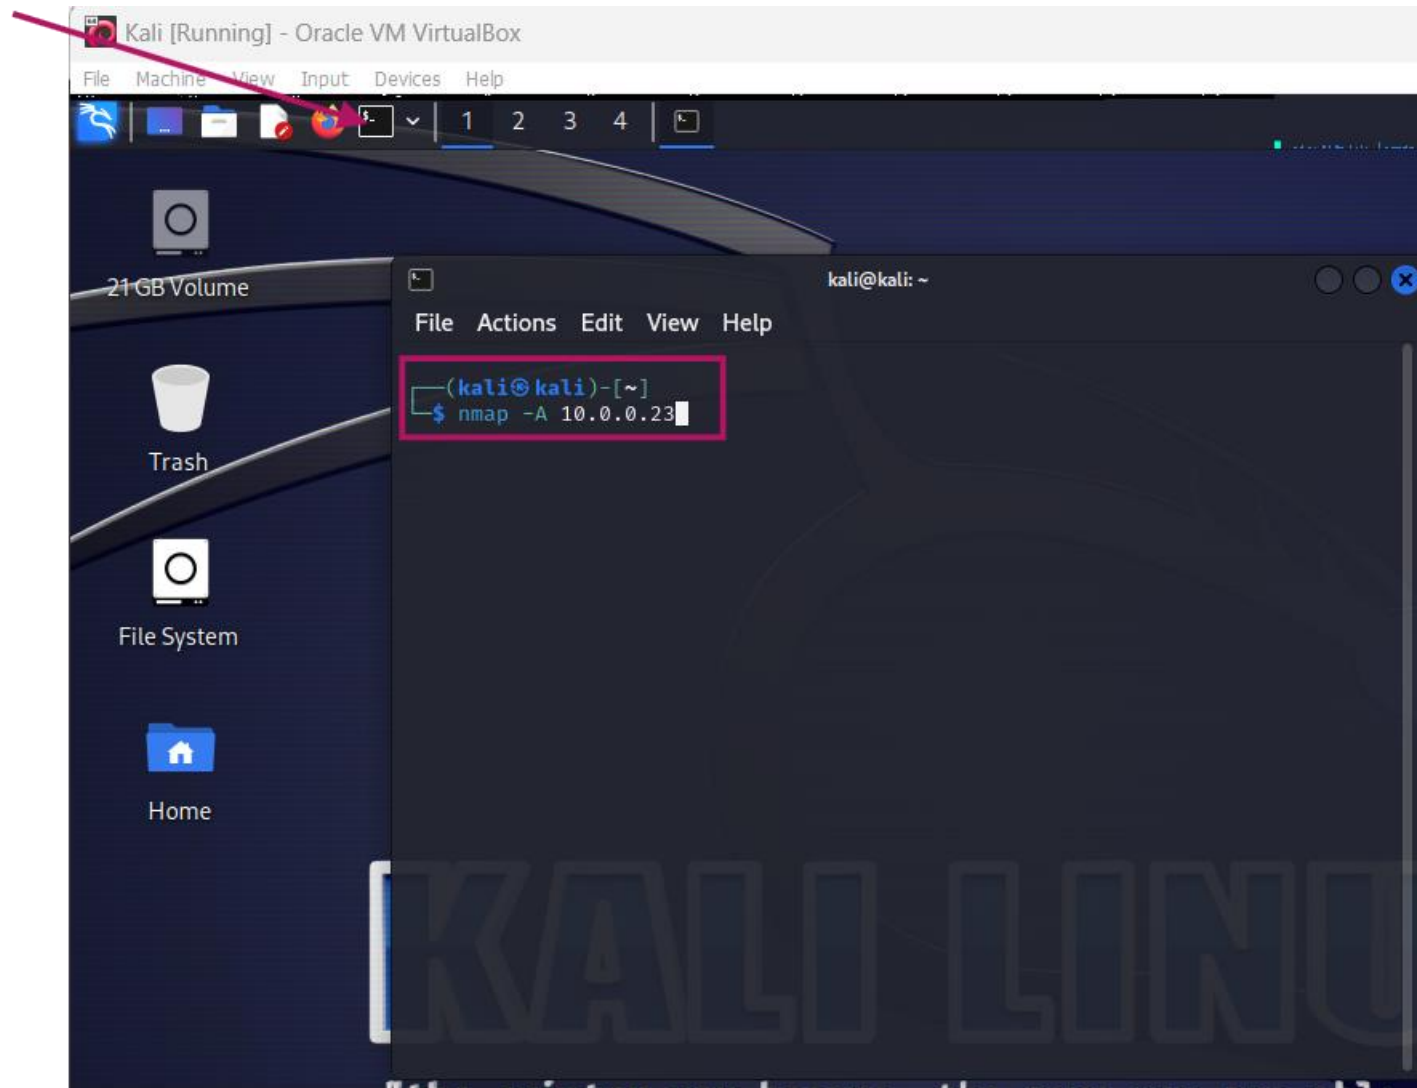 Kali [Running] - Oracle VM VirtualBox
File Machine View Input Devices Help
1 2 3 4
21 GB Volume
kali@kali: ~
File Actions Edit View Help
(kali㉿kali)-[~]
$ nmap -A 10.0.0.23
Trash
File System
Home
KALI LINU